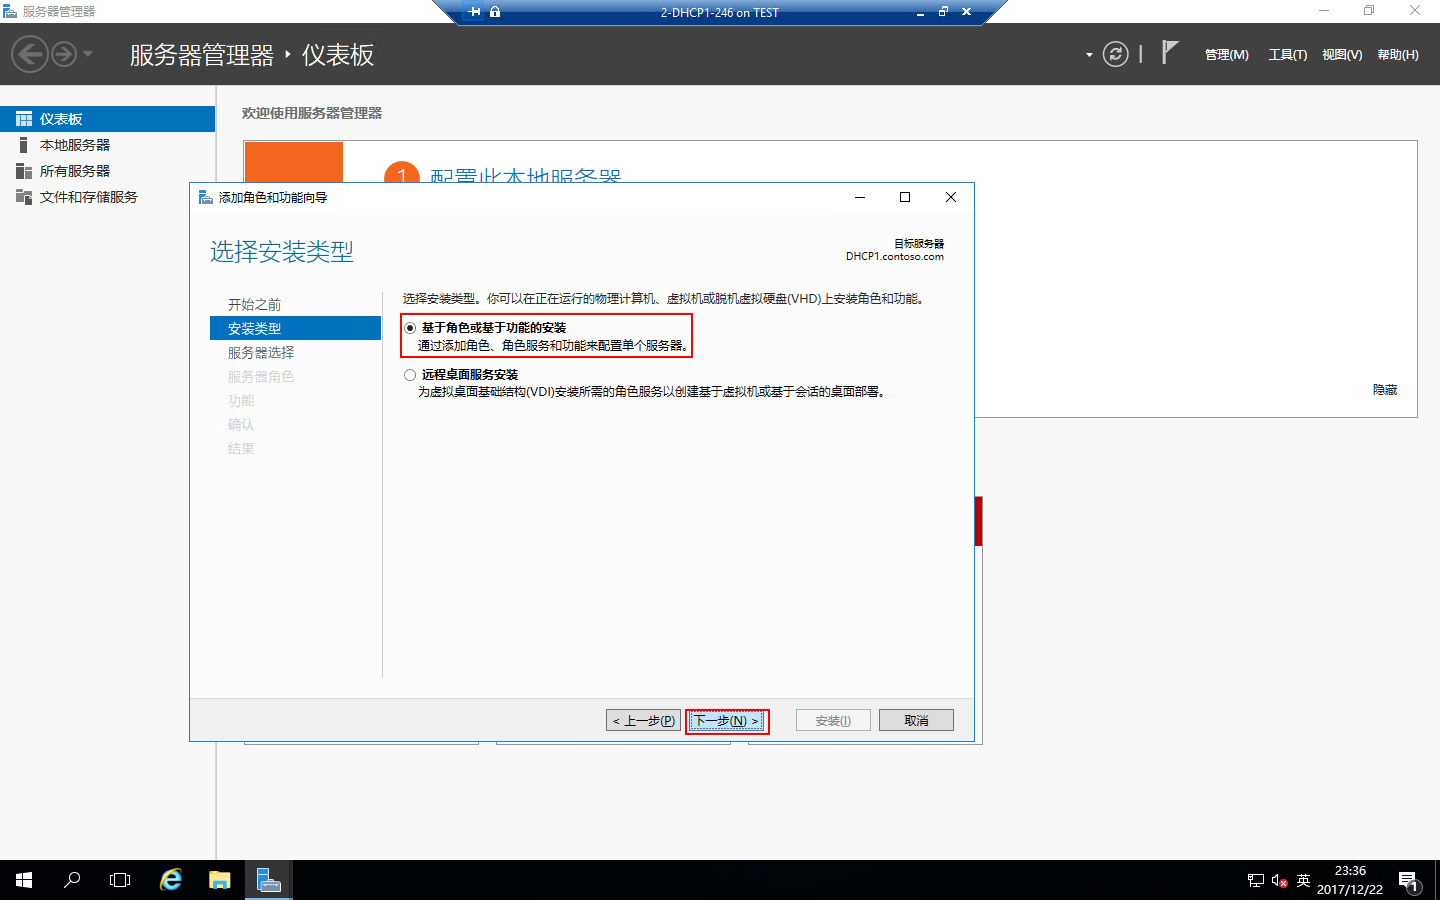 服务器管理器
2-DHCP1-246 on TEST
服务器管理器 ‣ 仪表板
管理(M) 工具(T) 视图(V) 帮助(H)
仪表板
本地服务器
所有服务器
文件和存储服务
欢迎使用服务器管理器
1 配置此本地服务器
隐藏
添加角色和功能向导
选择安装类型
目标服务器
DHCP1.contoso.com
开始之前
安装类型
服务器选择
服务器角色
功能
确认
结果
选择安装类型。你可以在正在运行的物理计算机、虚拟机或脱机虚拟硬盘(VHD)上安装角色和功能。
基于角色或基于功能的安装
通过添加角色、角色服务和功能来配置单个服务器。
远程桌面服务安装
为虚拟桌面基础结构(VDI)安装所需的角色服务以创建基于虚拟机或基于会话的桌面部署。
< 上一步(P) 下一步(N) > 安装(I) 取消
英
23:36
2017/12/22
1